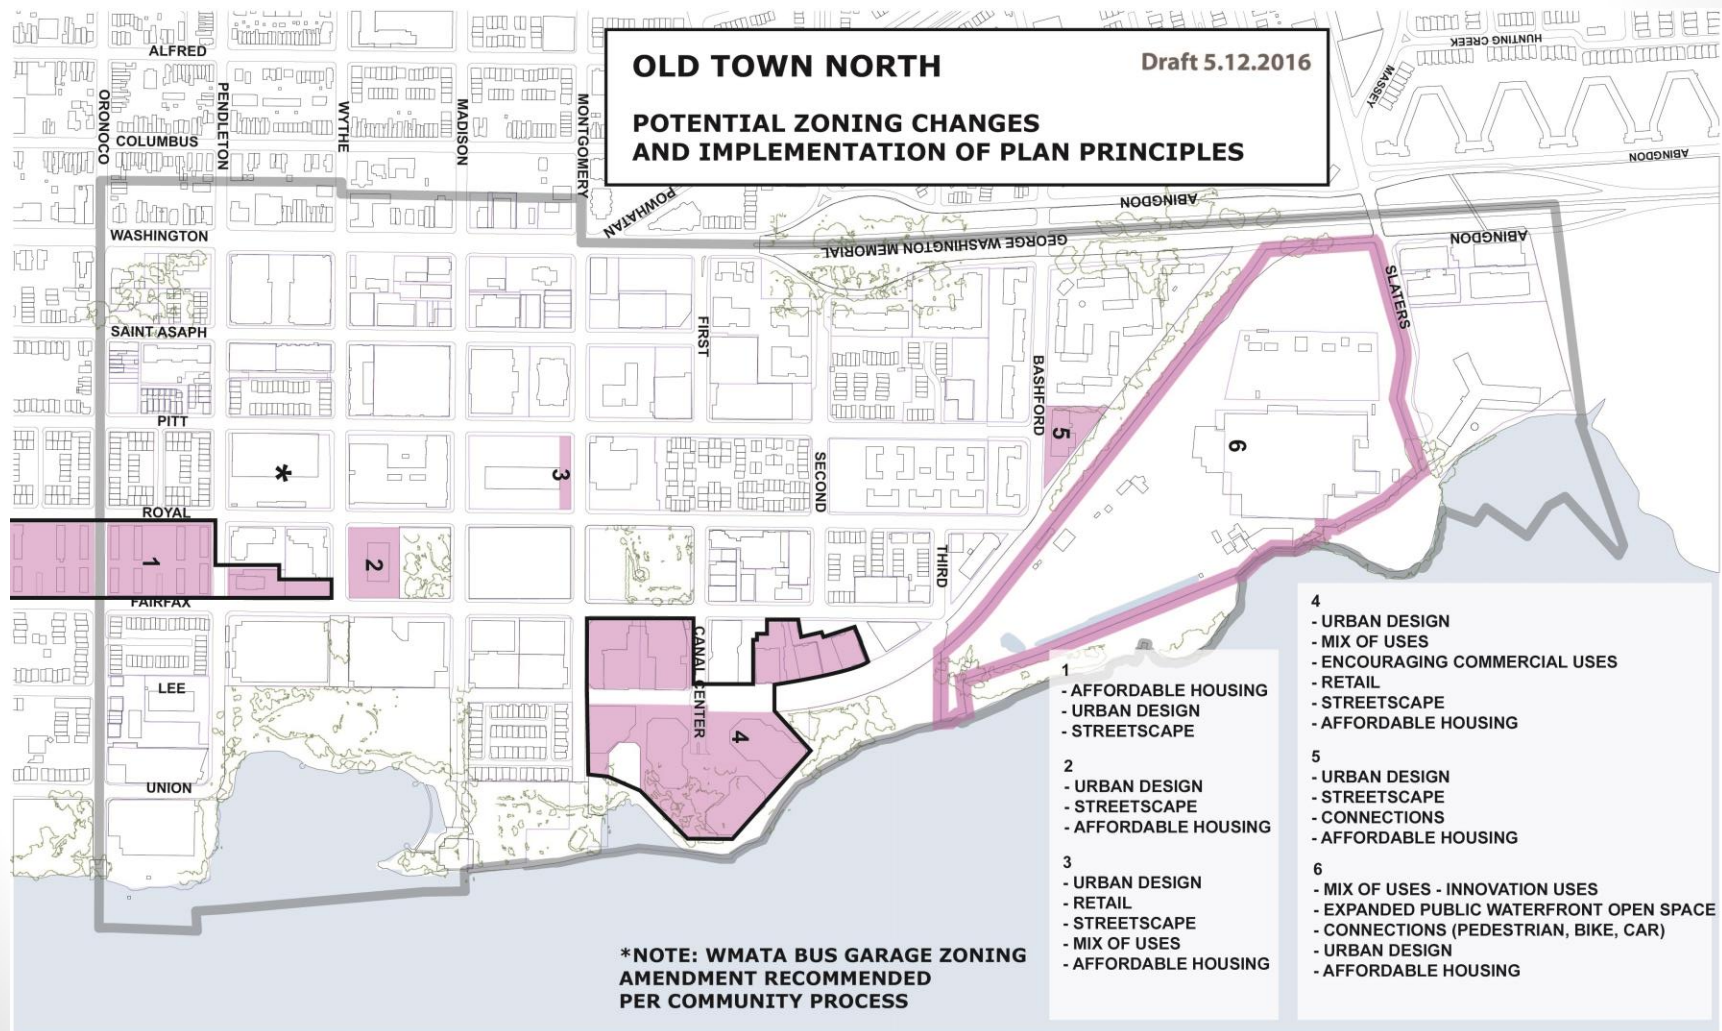 OLD TOWN NORTH
Draft 5.12.2016
POTENTIAL ZONING CHANGES
AND IMPLEMENTATION OF PLAN PRINCIPLES
ALFRED
HUNTING CREEK
MASSEY
ORONOCO
PENDLETON
WYTHE
MADISON
MONTGOMERY
COLUMBUS
ABINGDON
POWHATAN
ABINGDON
WASHINGTON
GEORGE WASHINGTON MEMORIAL
ABINGDON
SLATERS
SAINT ASAPH
FIRST
BASHFORD
PITT
5
6
*
3
SECOND
ROYAL
1
2
THIRD
FAIRFAX
CANAL CENTER
LEE
4
UNION
1
- AFFORDABLE HOUSING
- URBAN DESIGN
- STREETSCAPE
2
- URBAN DESIGN
- STREETSCAPE
- AFFORDABLE HOUSING
3
- URBAN DESIGN
- RETAIL
- STREETSCAPE
- MIX OF USES
- AFFORDABLE HOUSING
4
- URBAN DESIGN
- MIX OF USES
- ENCOURAGING COMMERCIAL USES
- RETAIL
- STREETSCAPE
- AFFORDABLE HOUSING
5
- URBAN DESIGN
- STREETSCAPE
- CONNECTIONS
- AFFORDABLE HOUSING
6
- MIX OF USES - INNOVATION USES
- EXPANDED PUBLIC WATERFRONT OPEN SPACE
- CONNECTIONS (PEDESTRIAN, BIKE, CAR)
- URBAN DESIGN
- AFFORDABLE HOUSING
*NOTE: WMATA BUS GARAGE ZONING
AMENDMENT RECOMMENDED
PER COMMUNITY PROCESS